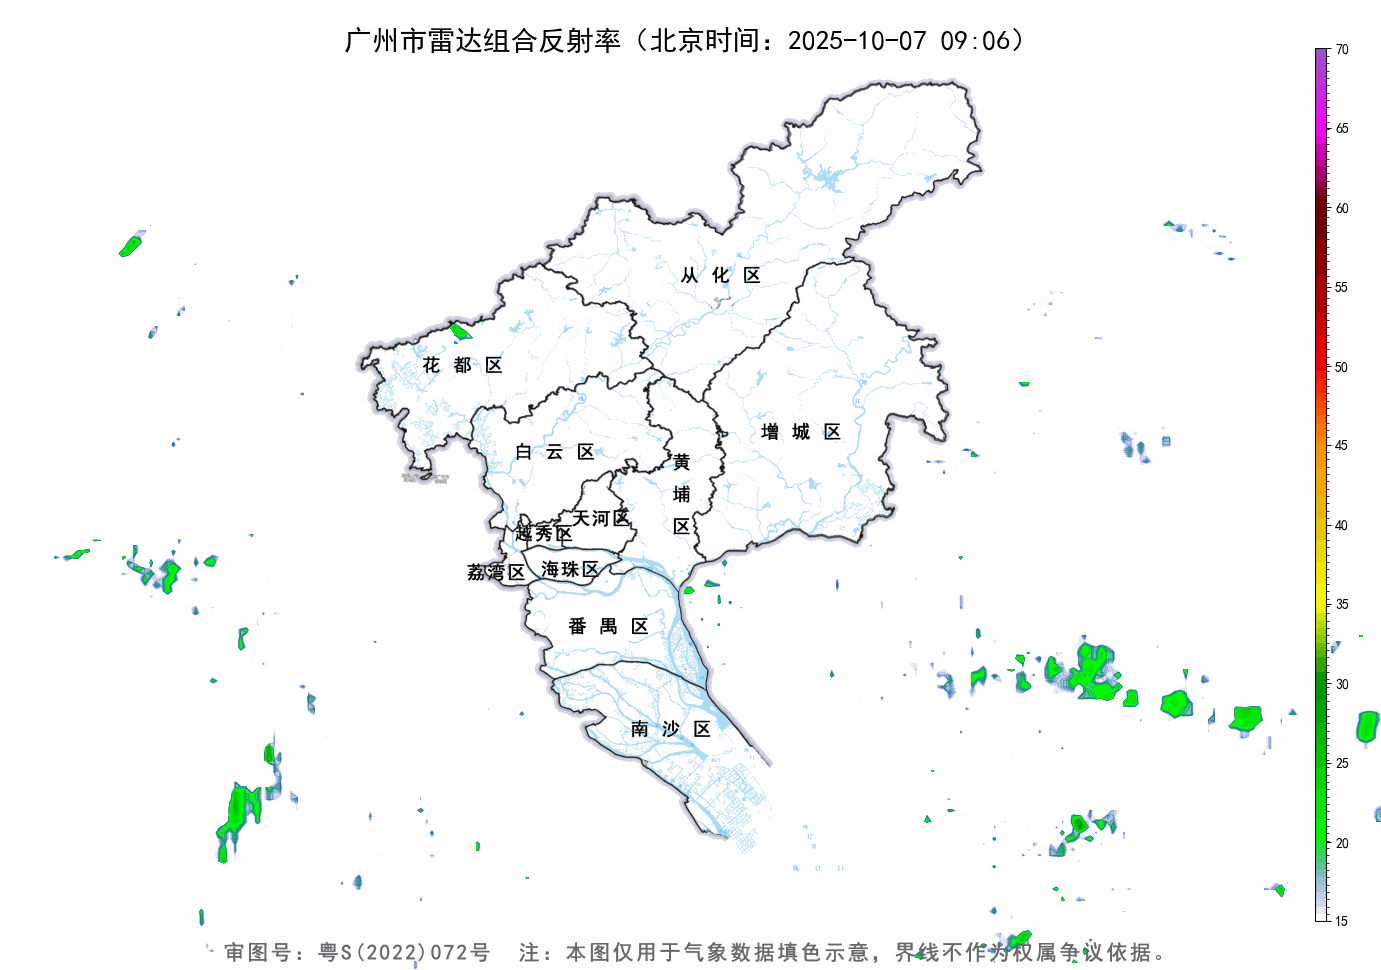 广州市雷达组合反射率（北京时间：2025-10-07 09:06）
70
65
60
55
50
45
40
35
30
25
20
15
从化区
花都区
增城区
白云区
黄埔区
天河区
越秀区
荔湾区
海珠区
番禺区
南沙区
审图号：粤S(2022)072号 注：本图仅用于气象数据填色示意，界线不作为权属争议依据。